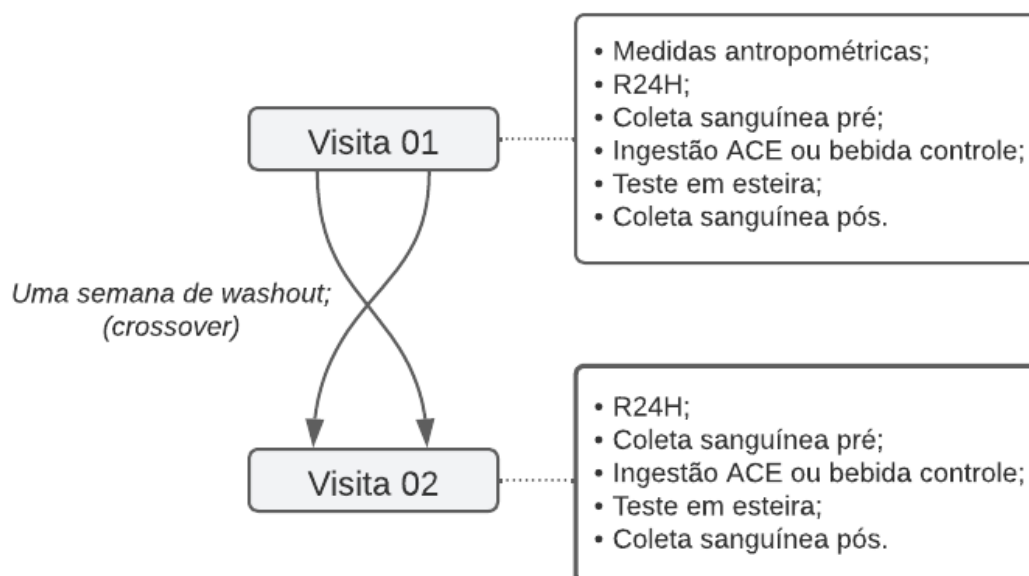 Visita 01
• Medidas antropométricas;
• R24H;
• Coleta sanguínea pré;
• Ingestão ACE ou bebida controle;
• Teste em esteira;
• Coleta sanguínea pós.
Uma semana de washout;
(crossover)
Visita 02
• R24H;
• Coleta sanguínea pré;
• Ingestão ACE ou bebida controle;
• Teste em esteira;
• Coleta sanguínea pós.